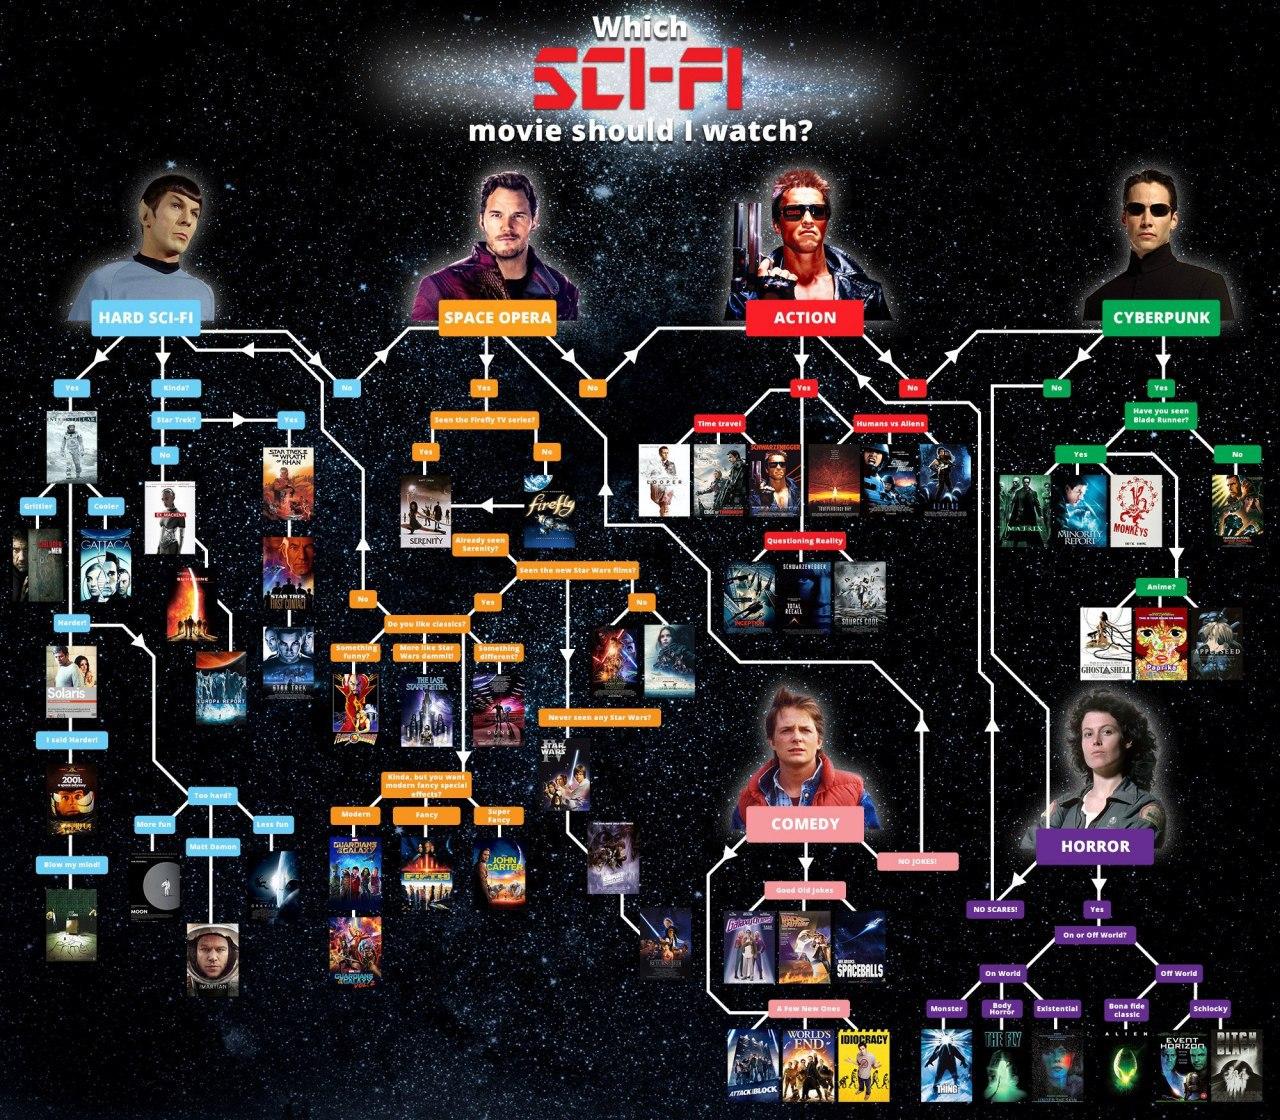 Which
SCI-FI
movie should I watch?
HARD SCI-FI
SPACE OPERA
ACTION
CYBERPUNK
Yes
Kinda?
No
Yes
No
Yes
No
No
Yes
Star Trek?
Yes
Seen the Firefly TV series?
Time travel
Humans vs Aliens
Have you seen
Blade Runner?
No
Yes
No
Yes
No
STAR TREK II
THE WRATH
OF KHAN
LOOPER
EDGE OF TOMORROW
SCHWARZENEGGER
INDEPENDENCE DAY
ALIENS
Grittier
Cooler
EX MACHINA
firefly
SERENITY
MATRIX
MINORITY
REPORT
MONKEYS
GATTACA
Already seen
Serenity?
Questioning Reality
SUNSHINE
Seen the new Star Wars films?
STAR TREK
FIRST CONTACT
INCEPTION
SCHWARZENEGGER
TOTAL
RECALL
SOURCE CODE
Anime?
No
Yes
No
Harder!
Do you like classics?
GHOST SHELL
Paprika
APPLESEED
Something
funny?
More like Star
Wars dammit!
Something
different?
Solaris
EUROPA REPORT
STAR TREK
THE LAST
STARFIGHTER
DUNE
I said Harder!
Never seen any Star Wars?
STAR
WARS
IV
2001:
a space odyssey
Kinda, but you want
modern fancy special
effects?
Too hard?
Modern
Fancy
Super
Fancy
More fun
Less fun
Matt Damon
COMEDY
HORROR
Blow my mind!
GUARDIANS
OF THE GALAXY
JOHN
CARTER
NO JOKES!
MOON
GRAVITY
Good Old Jokes
NO SCARES!
Yes
GALAXY QUEST
BACK TO THE FUTURE
SPACEBALLS
On or Off World?
GUARDIANS
OF THE GALAXY
VOL. 2
THE MARTIAN
On World
Off World
A Few New Ones
Monster
Body
Horror
Existential
Bona fide
classic
Schlocky
ATTACK THE BLOCK
WORLD'S
END
IDIOCRACY
THE THING
THE FLY
UNDER THE SKIN
ALIEN
EVENT
HORIZON
PITCH
BLACK